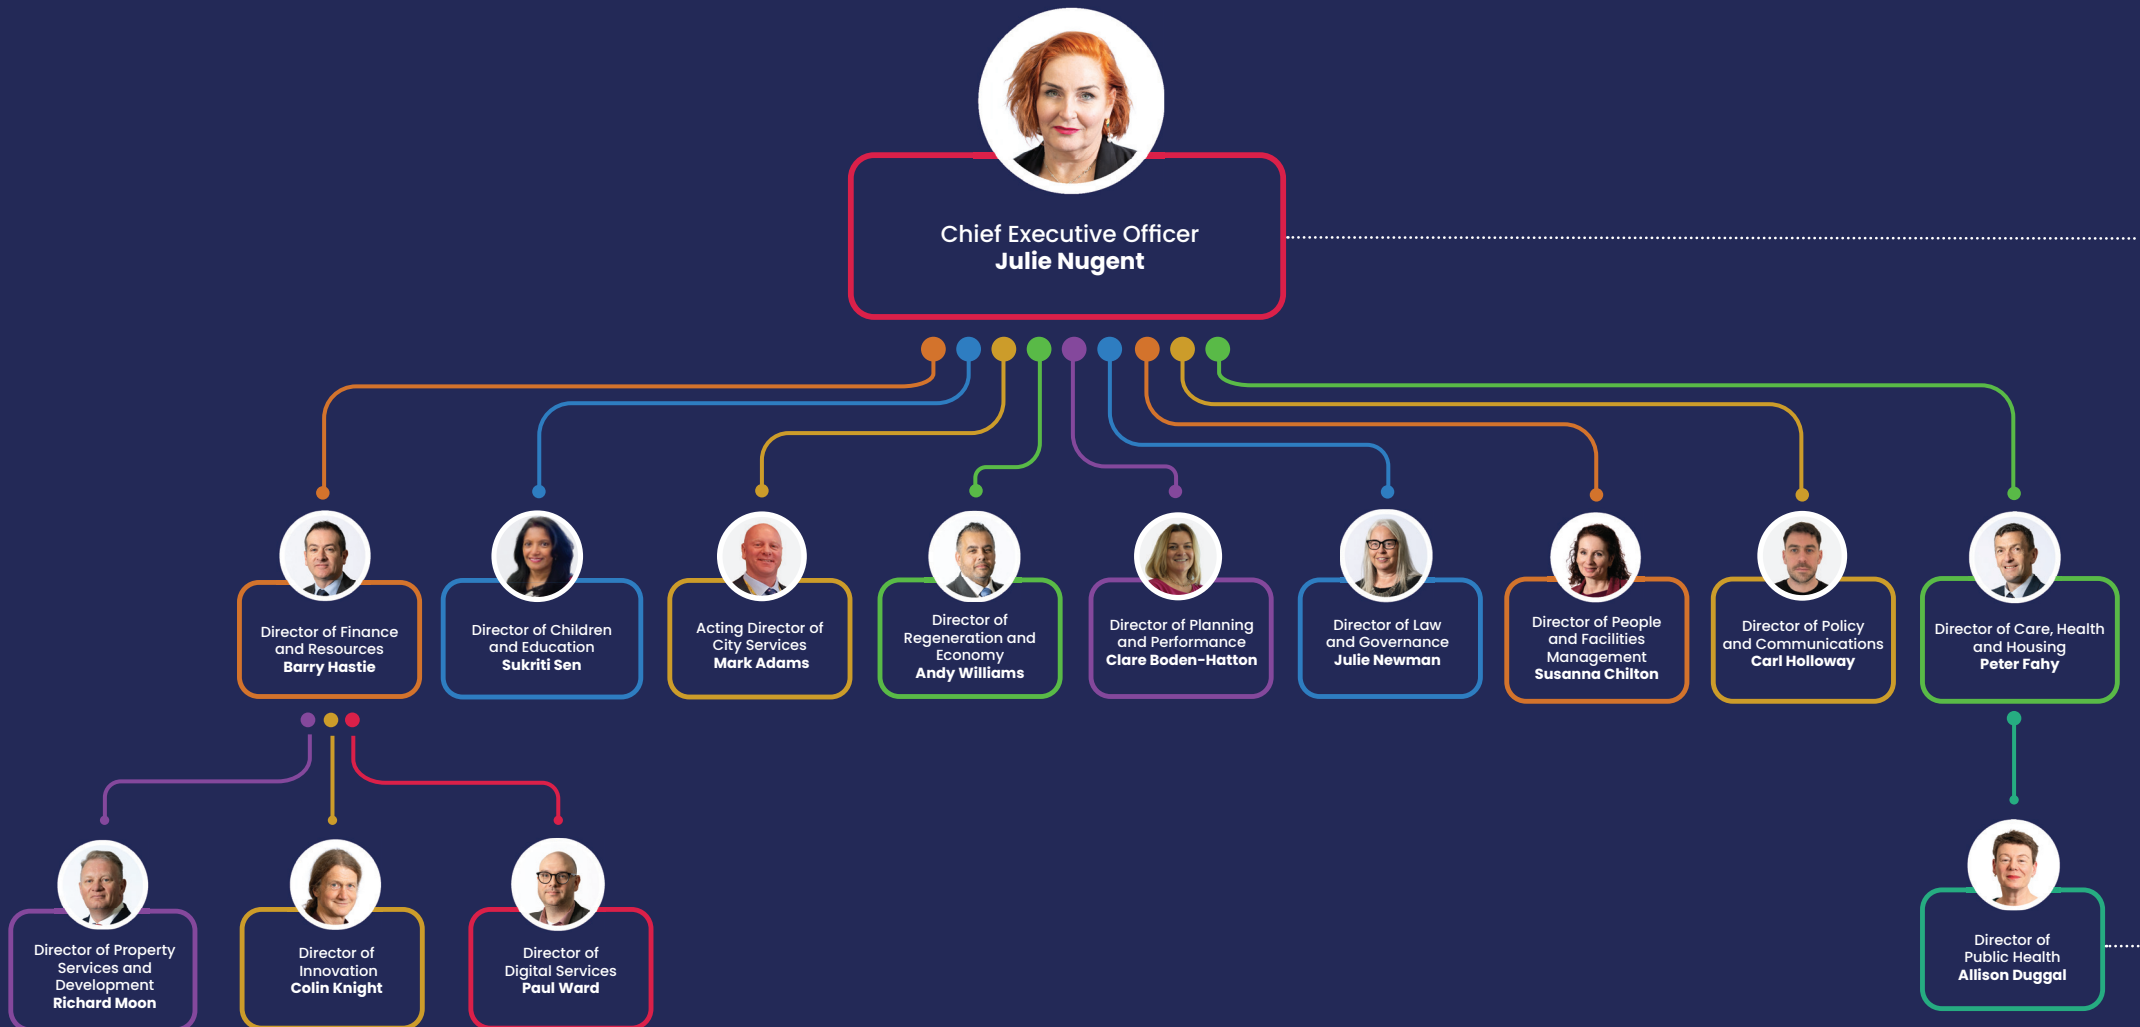 Chief Executive Officer
Julie Nugent
Director of Finance
and Resources
Barry Hastie
Director of Children
and Education
Sukriti Sen
Acting Director of
City Services
Mark Adams
Director of
Regeneration and
Economy
Andy Williams
Director of Planning
and Performance
Clare Boden-Hatton
Director of Law
and Governance
Julie Newman
Director of People
and Facilities
Management
Susanna Chilton
Director of Policy
and Communications
Carl Holloway
Director of Care, Health
and Housing
Peter Fahy
Director of Property
Services and
Development
Richard Moon
Director of
Innovation
Colin Knight
Director of
Digital Services
Paul Ward
Director of
Public Health
Allison Duggal